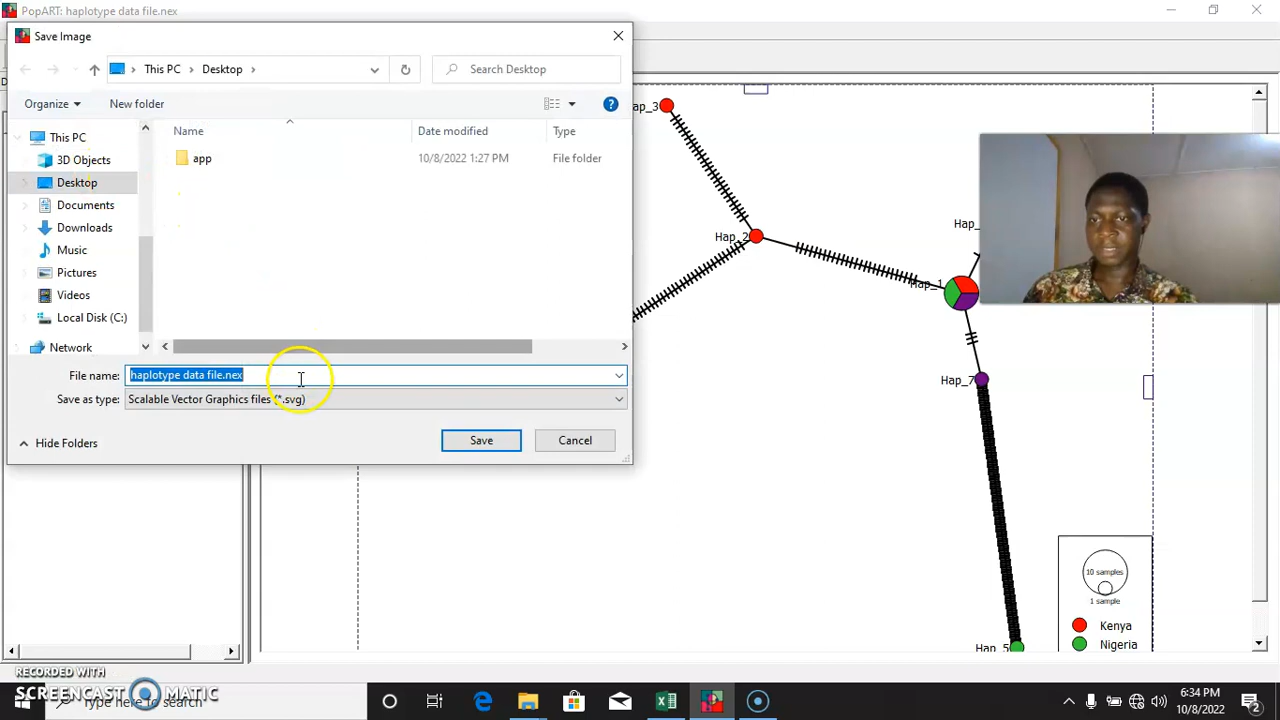 PopART: haplotype data file.nex
Save Image
This PC
Desktop
Search Desktop
Organize
New folder
This PC
3D Objects
Desktop
Documents
Downloads
Music
Pictures
Videos
Local Disk (C:)
Network
Name
Date modified
Type
app
10/8/2022 1:27 PM
File folder
File name:
haplotype data file.nex
Save as type:
Scalable Vector Graphics files (*.svg)
Hide Folders
Save
Cancel
ap_3
Hap_2
Hap_
Hap_1
Hap_7
Hap_5
10 samples
1 sample
Kenya
Nigeria
RECORDED WITH
SCREENCAST MATIC
Type here to search
6:34 PM
10/8/2022
2